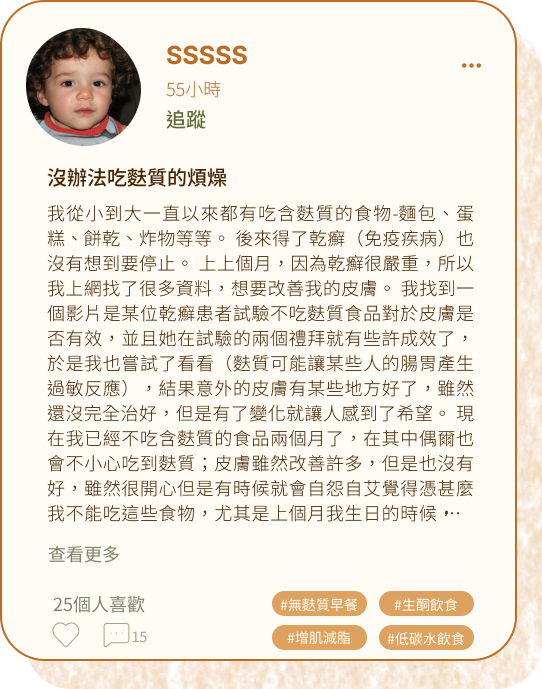 SSSSS
55小時
追蹤
沒辦法吃麩質的煩燥
我從小到大一直以來都有吃含麩質的食物-麵包、蛋
糕、餅乾、炸物等等。 後來得了乾癬（免疫疾病）也
沒有想到要停止。 上上個月，因為乾癬很嚴重，所以
我上網找了很多資料，想要改善我的皮膚。 我找到一
個影片是某位乾癬患者試驗不吃麩質食品對於皮膚是
否有效，並且她在試驗的兩個禮拜就有些許成效了，
於是我也嘗試了看看（麩質可能讓某些人的腸胃產生
過敏反應），結果意外的皮膚有某些地方好了，雖然
還沒完全治好，但是有了變化就讓人感到了希望。 現
在我已經不吃含麩質的食品兩個月了，在其中偶爾也
會不小心吃到麩質；皮膚雖然改善許多，但是也沒有
好，雖然很開心但是有時候就會自怨自艾覺得憑甚麼
我不能吃這些食物，尤其是上個月我生日的時候，…
查看更多
25個人喜歡
15
#無麩質早餐 #生酮飲食
#增肌減脂 #低碳水飲食